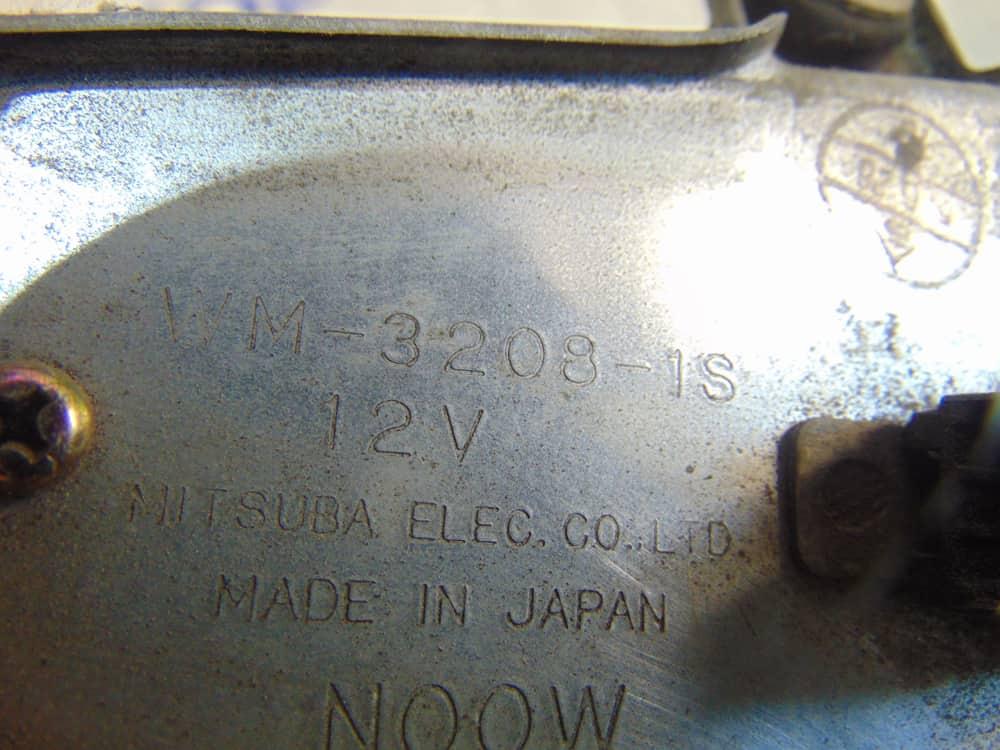 WM-3208-1S
12V
MITSUBA ELEC. CO.,LTD.
MADE IN JAPAN
NOOW